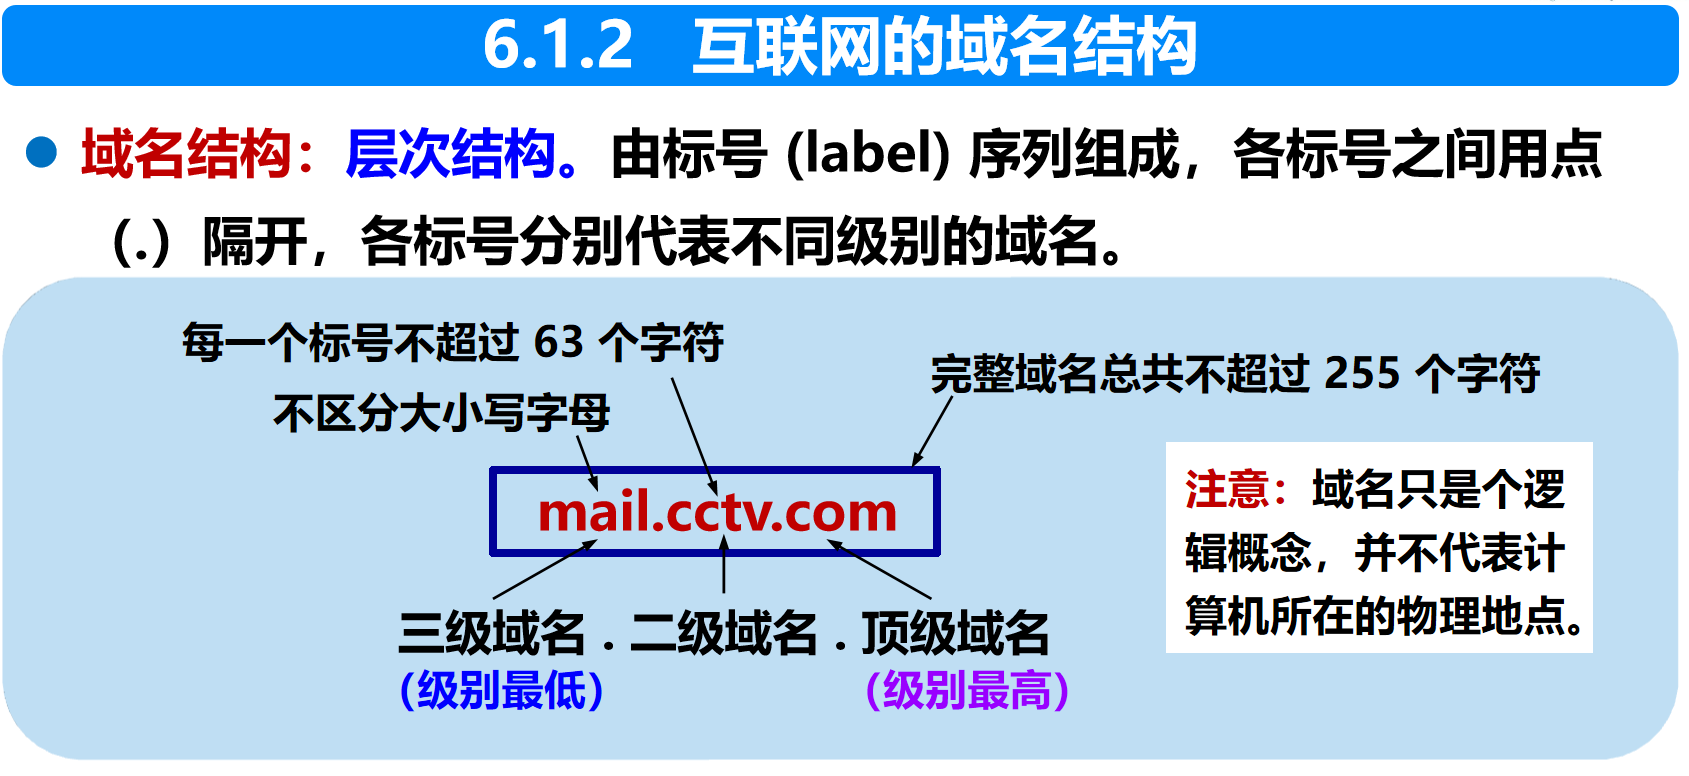 6.1.2 互联网的域名结构
域名结构：层次结构。由标号 (label) 序列组成，各标号之间用点
（.）隔开，各标号分别代表不同级别的域名。
每一个标号不超过 63 个字符
不区分大小写字母
完整域名总共不超过 255 个字符
mail.cctv.com
三级域名 . 二级域名 . 顶级域名
（级别最低）
（级别最高）
注意：域名只是个逻
辑概念，并不代表计
算机所在的物理地点。